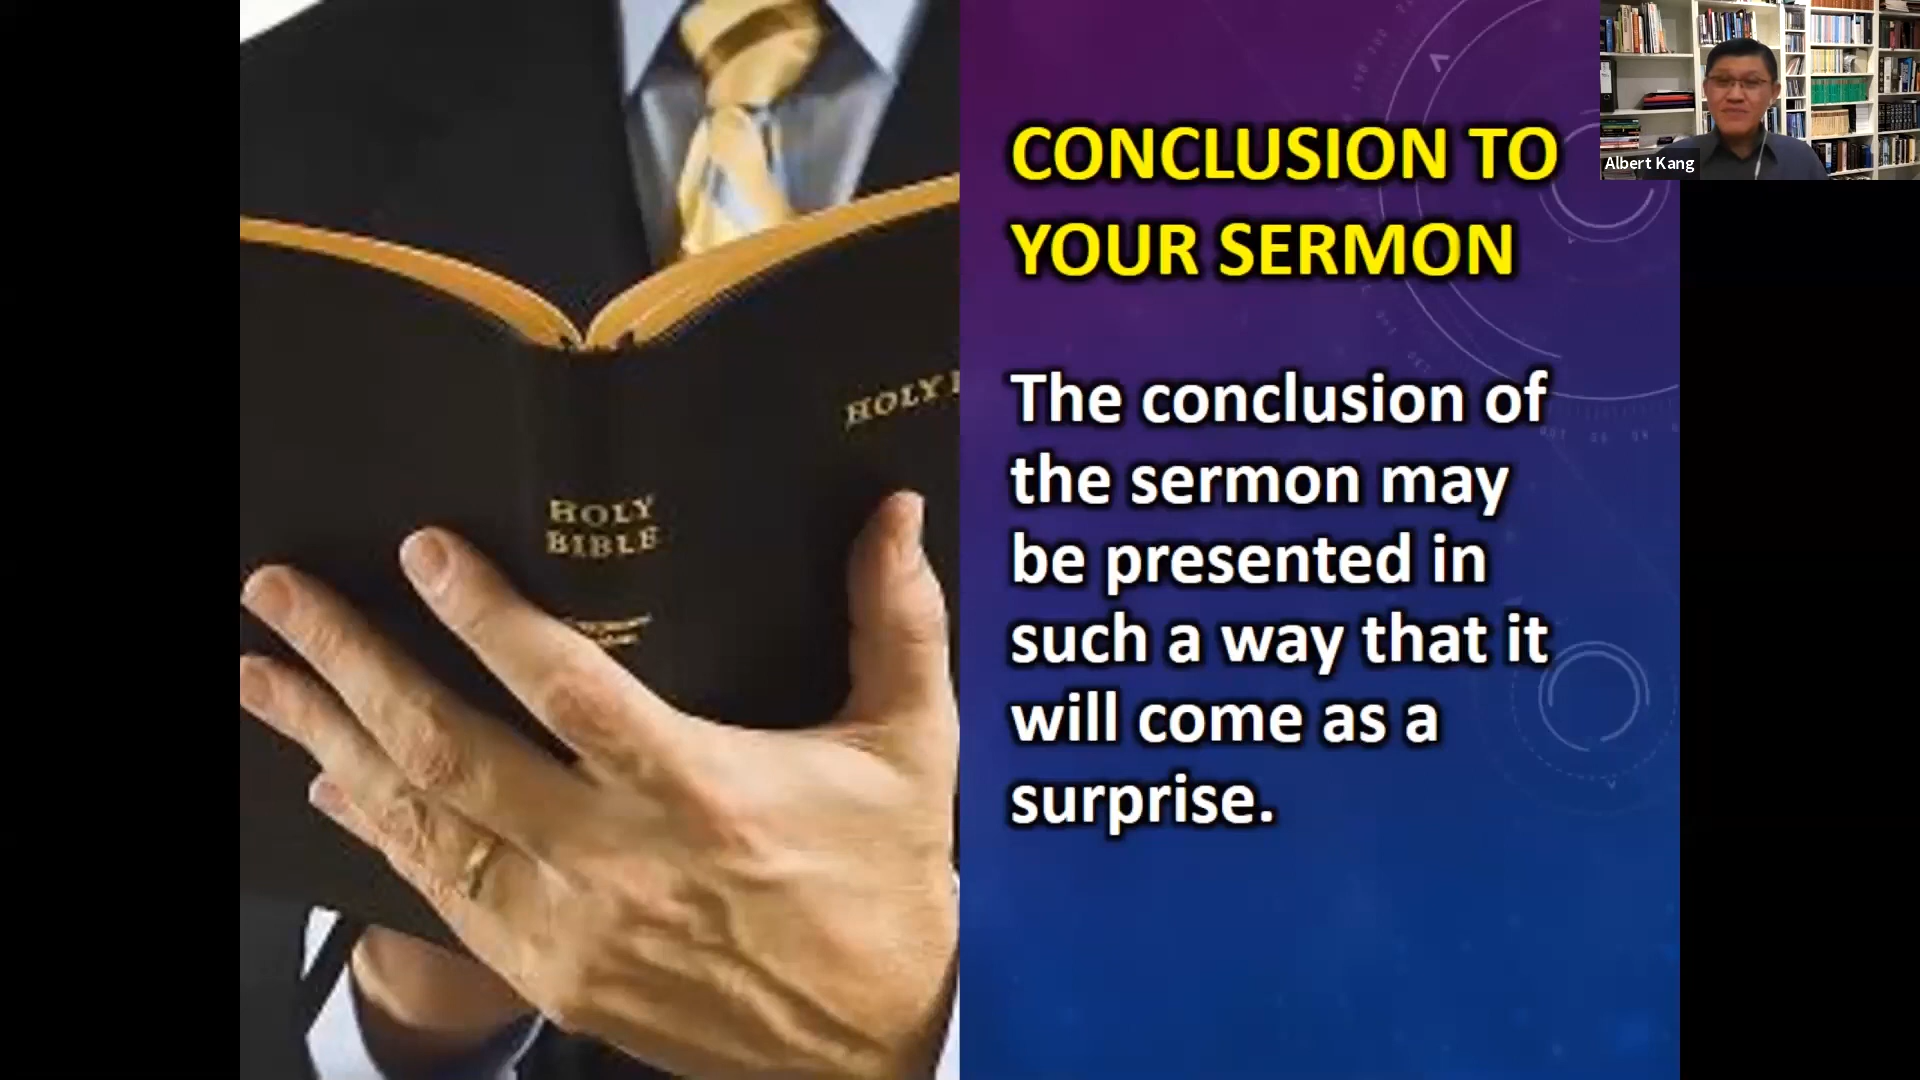 CONCLUSION TO
YOUR SERMON
The conclusion of
the sermon may
be presented in
such a way that it
will come as a
surprise.
HOLY
BIBLE
HOLY
Albert Kang